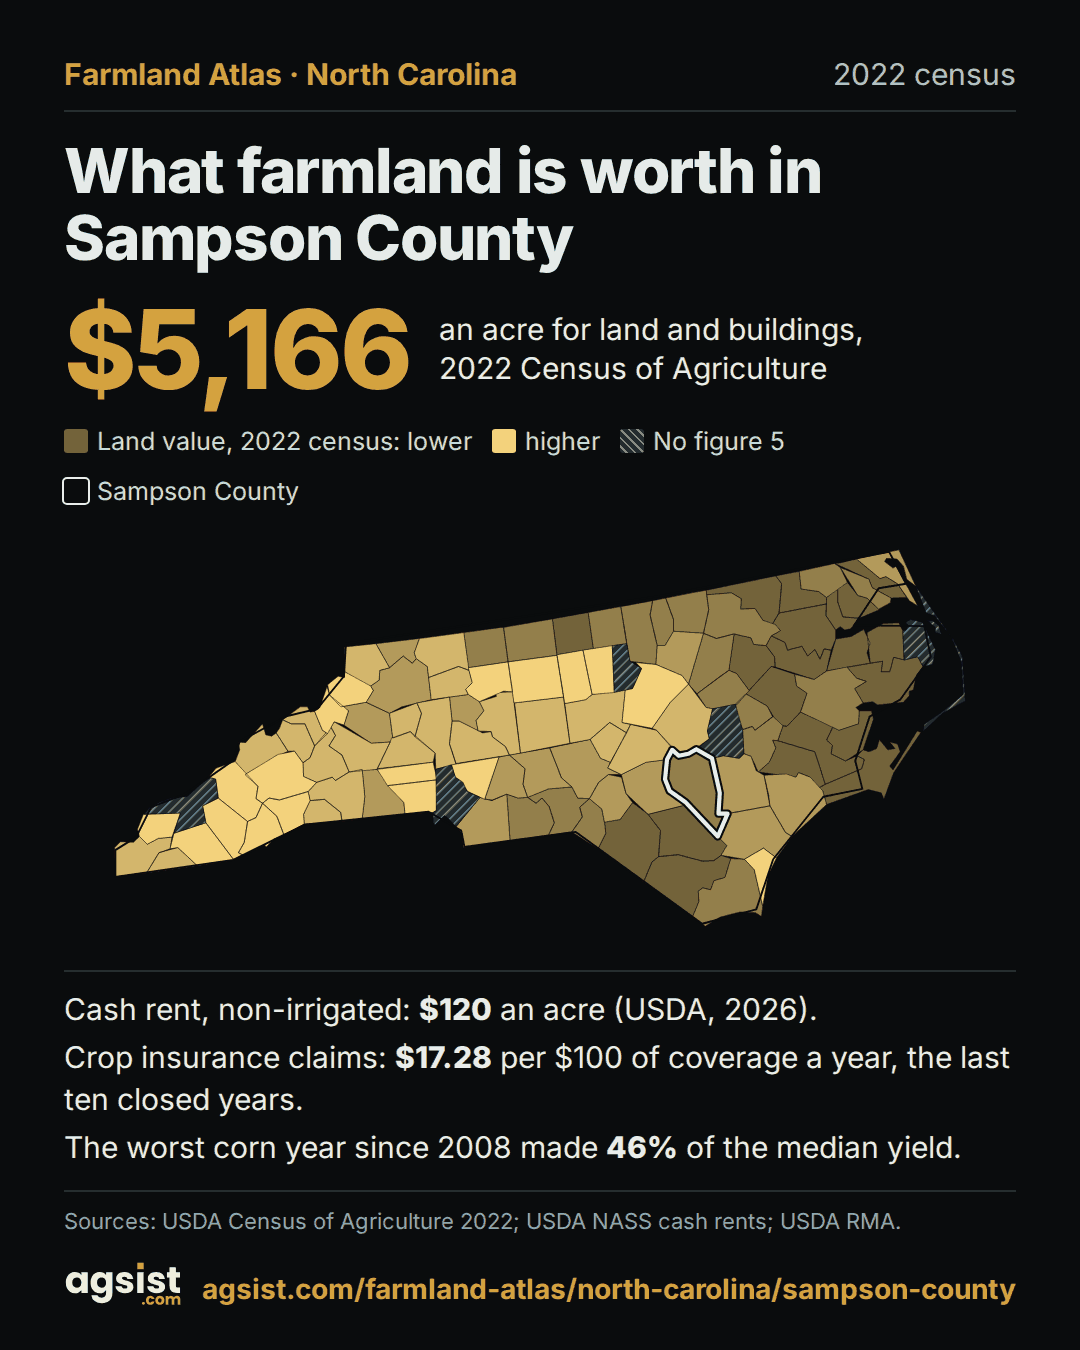 Farmland Atlas · North Carolina
2022 census
What farmland is worth in
Sampson County
$5,166
an acre for land and buildings,
2022 Census of Agriculture
Land value, 2022 census: lower
higher
No figure 5
Sampson County
Cash rent, non-irrigated: $120 an acre (USDA, 2026).
Crop insurance claims: $17.28 per $100 of coverage a year, the last
ten closed years.
The worst corn year since 2008 made 46% of the median yield.
Sources: USDA Census of Agriculture 2022; USDA NASS cash rents; USDA RMA.
agsist
.com
agsist.com/farmland-atlas/north-carolina/sampson-county